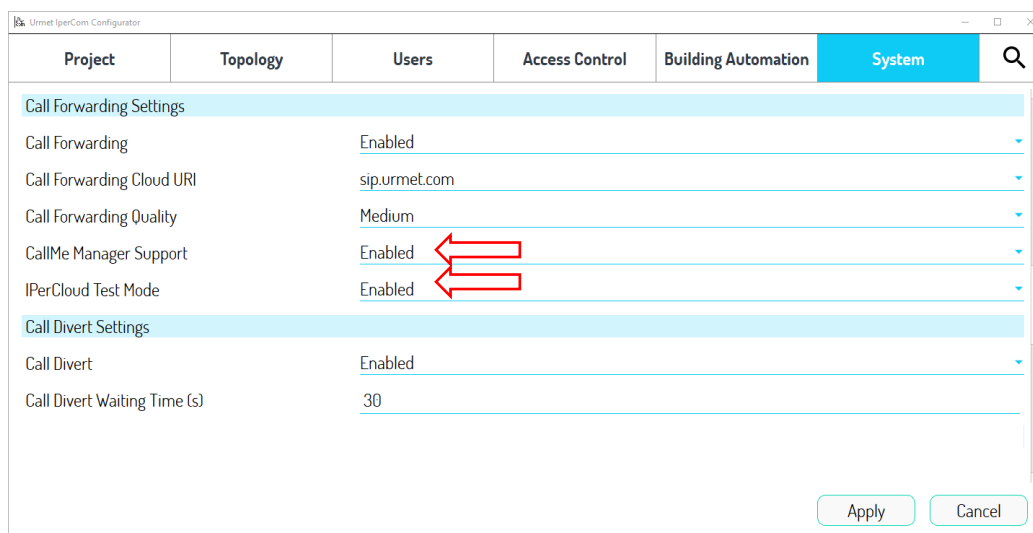 Urmet IperCom Configurator
Project Topology Users Access Control Building Automation System
Call Forwarding Settings
Call Forwarding Enabled
Call Forwarding Cloud URI sip.urmet.com
Call Forwarding Quality Medium
CallMe Manager Support Enabled
IPerCloud Test Mode Enabled
Call Divert Settings
Call Divert Enabled
Call Divert Waiting Time (s) 30
Apply Cancel